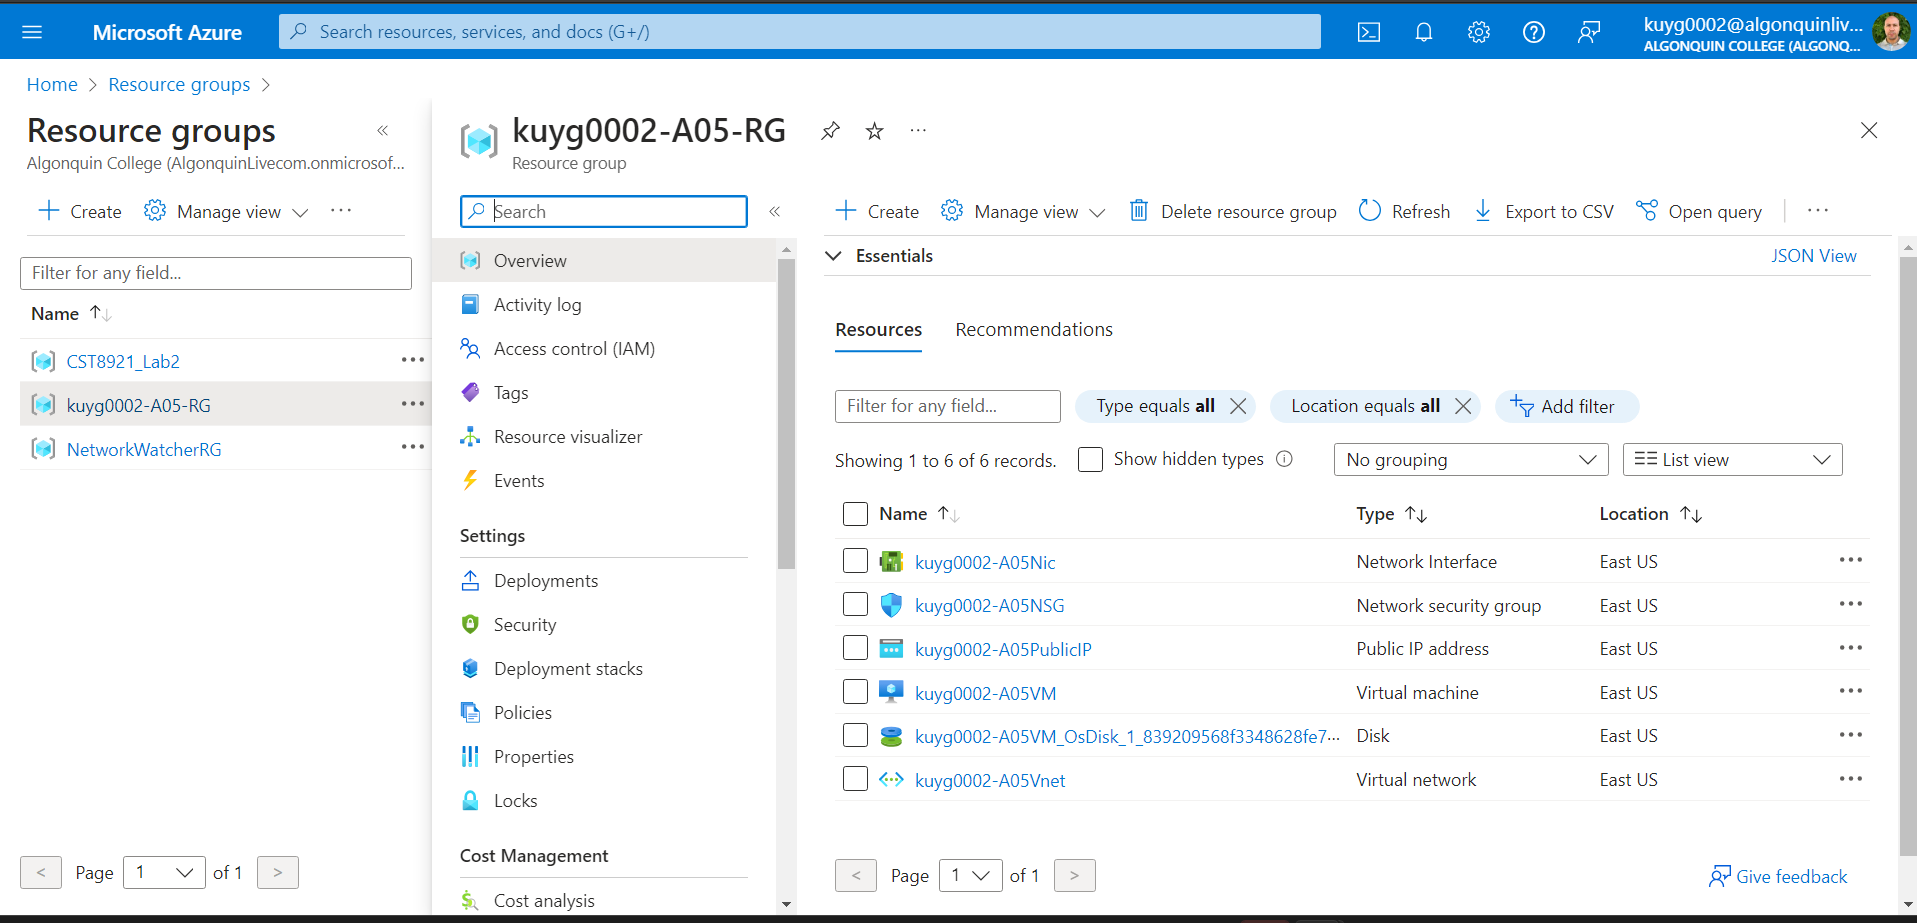 Microsoft Azure
Search resources, services, and docs (G+/)
kuyg0002@algonquinliv...
ALGONQUIN COLLEGE (ALGONQ...
Home > Resource groups >
Resource groups
Algonquin College (AlgonquinLivecom.onmicrosof...
Create Manage view ...
Filter for any field...
Name
CST8921_Lab2
kuyg0002-A05-RG
NetworkWatcherRG
< Page 1 of 1 >
kuyg0002-A05-RG
Resource group
Search
Overview
Activity log
Access control (IAM)
Tags
Resource visualizer
Events
Settings
Deployments
Security
Deployment stacks
Policies
Properties
Locks
Cost Management
Cost analysis
Create Manage view Delete resource group Refresh Export to CSV Open query ...
Essentials JSON View
Resources Recommendations
Filter for any field... Type equals all Location equals all Add filter
Showing 1 to 6 of 6 records. Show hidden types No grouping List view
Name Type Location
kuyg0002-A05Nic Network Interface East US
kuyg0002-A05NSG Network security group East US
kuyg0002-A05PublicIP Public IP address East US
kuyg0002-A05VM Virtual machine East US
kuyg0002-A05VM_OsDisk_1_839209568f3348628fe7... Disk East US
kuyg0002-A05Vnet Virtual network East US
< Page 1 of 1 > Give feedback